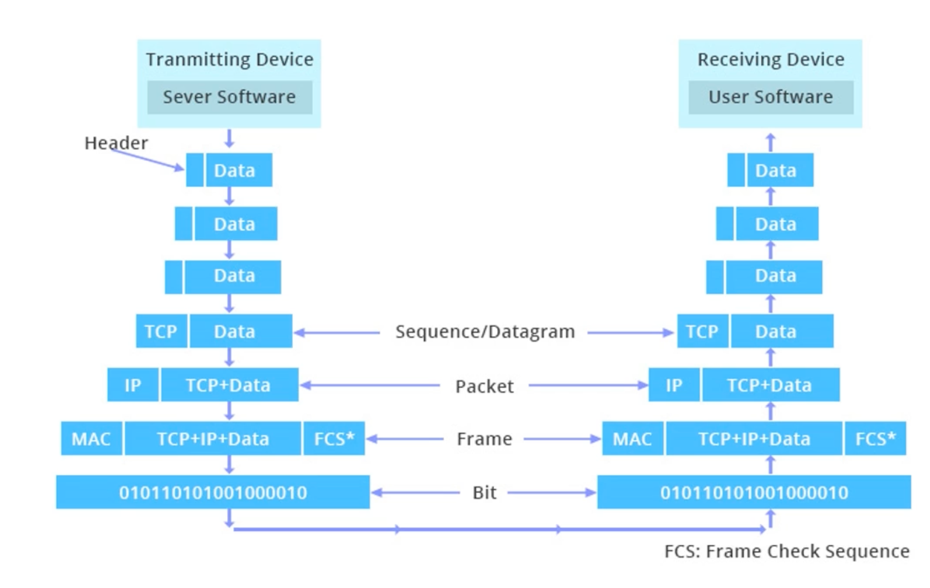 Tranmitting Device
Receiving Device
Sever Software
User Software
Header
Data
Data
Data
Data
Data
Data
TCP Data
Sequence/Datagram
TCP Data
IP TCP+Data
Packet
IP TCP+Data
MAC TCP+IP+Data FCS*
Frame
MAC TCP+IP+Data FCS*
010110101001000010
Bit
010110101001000010
FCS: Frame Check Sequence